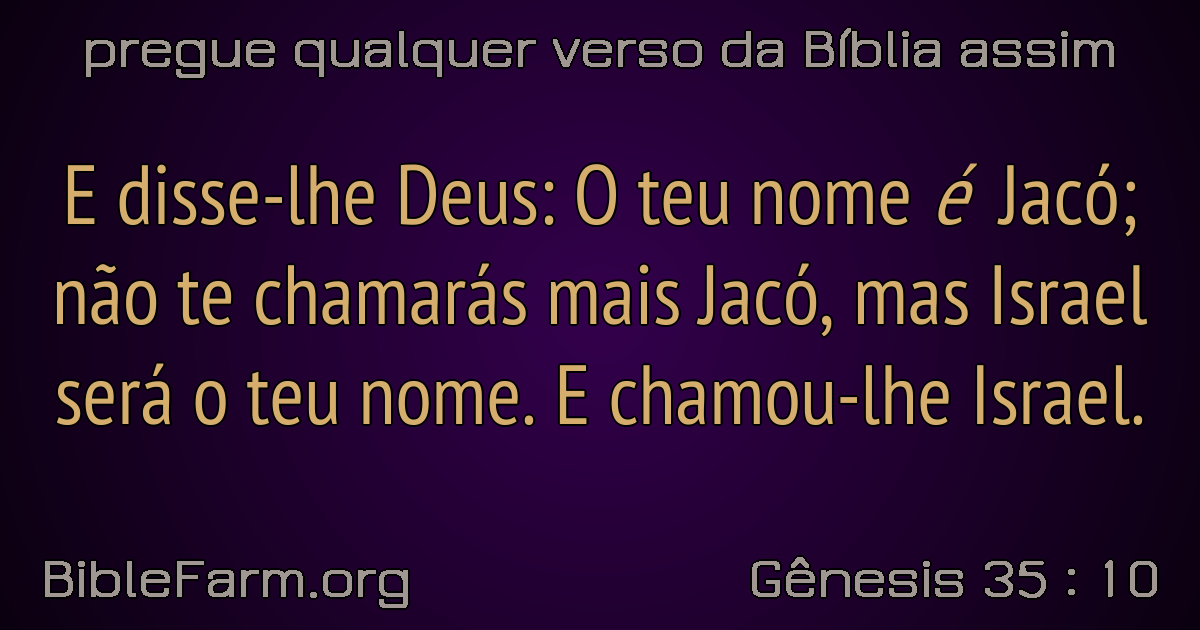 pregue qualquer verso da Bíblia assim
E disse-lhe Deus: O teu nome é Jacó;
não te chamarás mais Jacó, mas Israel
será o teu nome. E chamou-lhe Israel.
BibleFarm.org
Gênesis 35 : 10